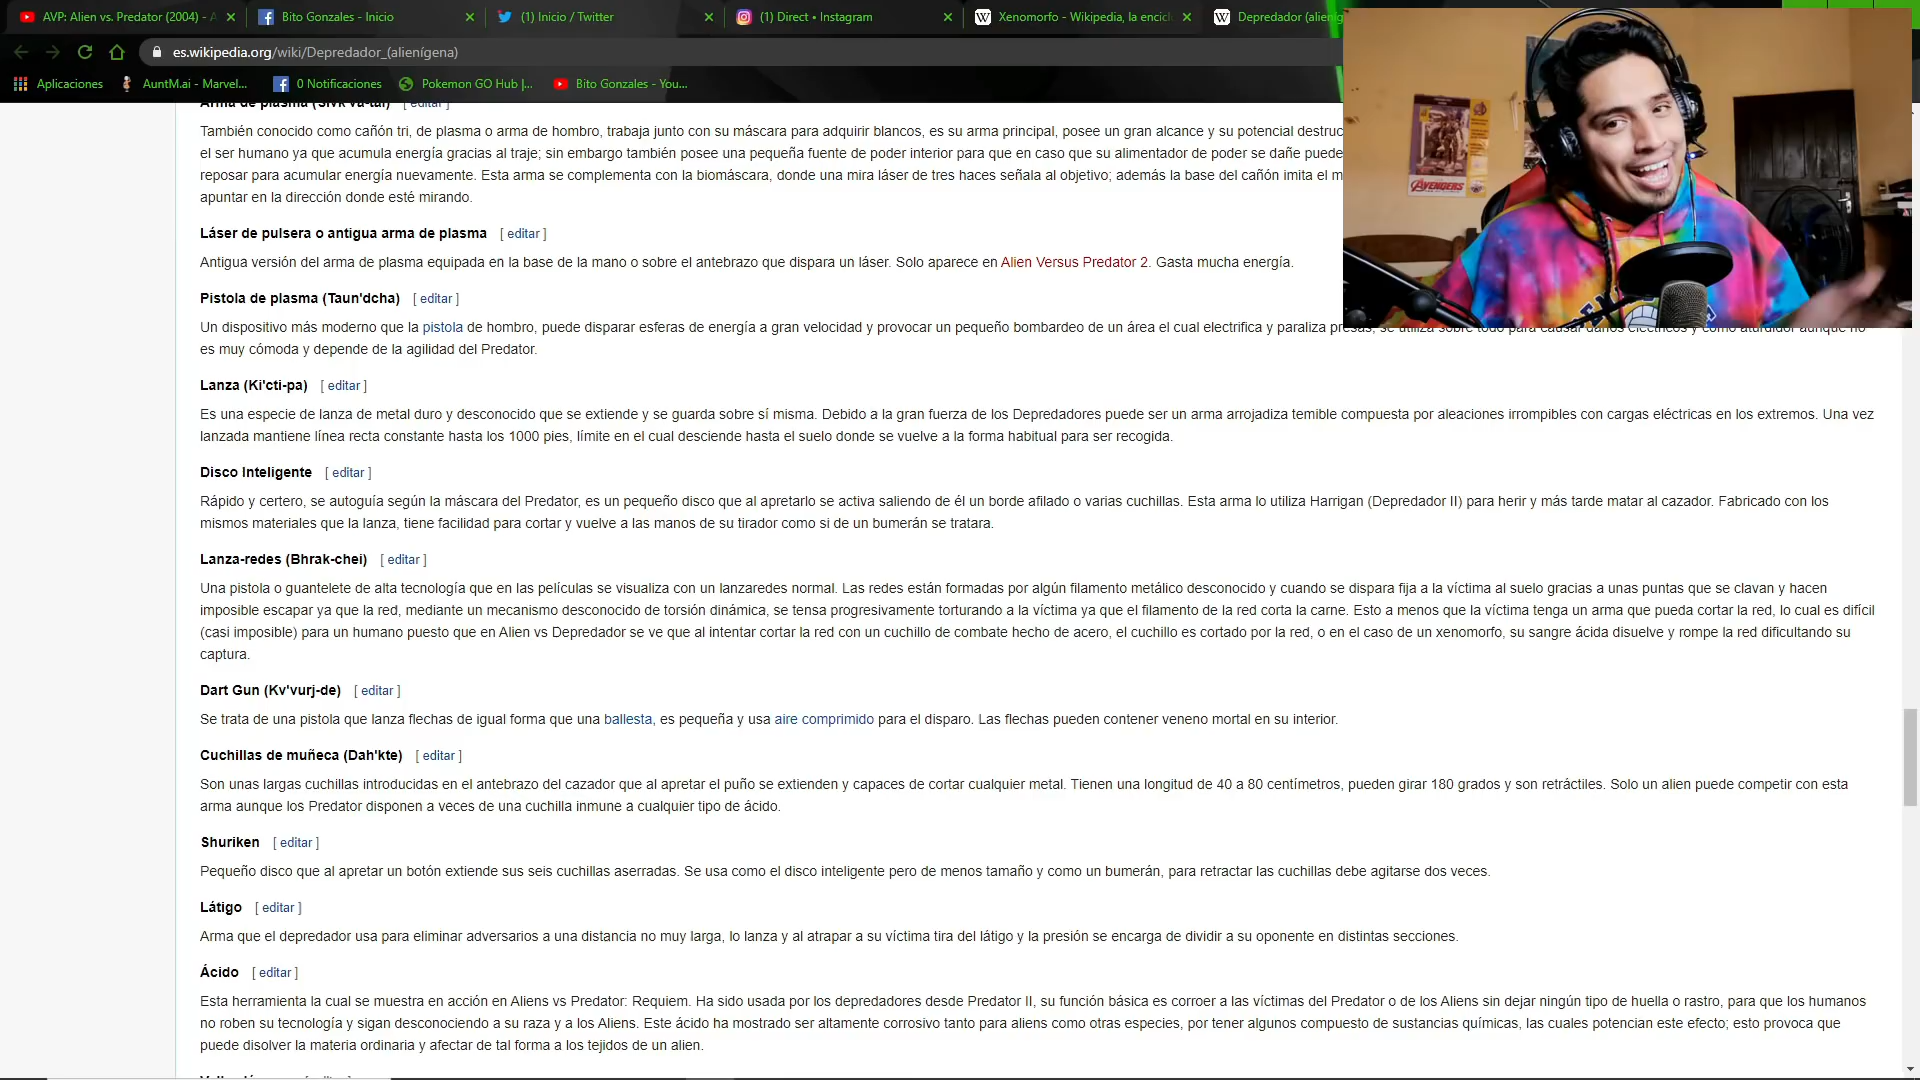 AVP: Alien vs. Predator (2004) - A
Bito Gonzales - Inicio
(1) Inicio / Twitter
(1) Direct • Instagram
Xenomorfo - Wikipedia, la encicl
Depredador (alieníg
es.wikipedia.org/wiki/Depredador_(alienígena)
Aplicaciones
AuntM.ai - Marvel...
0 Notificaciones
Pokemon GO Hub |...
Bito Gonzales - You...
AVENGERS
Arma de plasma (Sivk'va-tai) [ editar ]
También conocido como cañón tri, de plasma o arma de hombro, trabaja junto con su máscara para adquirir blancos, es su arma principal, posee un gran alcance y su potencial destruc
el ser humano ya que acumula energía gracias al traje; sin embargo también posee una pequeña fuente de poder interior para que en caso que su alimentador de poder se dañe puede
reposar para acumular energía nuevamente. Esta arma se complementa con la biomáscara, donde una mira láser de tres haces señala al objetivo; además la base del cañón imita el m
apuntar en la dirección donde esté mirando.
Láser de pulsera o antigua arma de plasma [ editar ]
Antigua versión del arma de plasma equipada en la base de la mano o sobre el antebrazo que dispara un láser. Solo aparece en Alien Versus Predator 2. Gasta mucha energía.
Pistola de plasma (Taun'dcha) [ editar ]
Un dispositivo más moderno que la pistola de hombro, puede disparar esferas de energía a gran velocidad y provocar un pequeño bombardeo de un área el cual electrifica y paraliza presas, se utiliza sobre todo para causar daños eléctricos y como aturdidor aunque no
es muy cómoda y depende de la agilidad del Predator.
Lanza (Ki'cti-pa) [ editar ]
Es una especie de lanza de metal duro y desconocido que se extiende y se guarda sobre sí misma. Debido a la gran fuerza de los Depredadores puede ser un arma arrojadiza temible compuesta por aleaciones irrompibles con cargas eléctricas en los extremos. Una vez
lanzada mantiene línea recta constante hasta los 1000 pies, límite en el cual desciende hasta el suelo donde se vuelve a la forma habitual para ser recogida.
Disco Inteligente [ editar ]
Rápido y certero, se autoguía según la máscara del Predator, es un pequeño disco que al apretarlo se activa saliendo de él un borde afilado o varias cuchillas. Esta arma lo utiliza Harrigan (Depredador II) para herir y más tarde matar al cazador. Fabricado con los
mismos materiales que la lanza, tiene facilidad para cortar y vuelve a las manos de su tirador como si de un bumerán se tratara.
Lanza-redes (Bhrak-chei) [ editar ]
Una pistola o guantelete de alta tecnología que en las películas se visualiza con un lanzaredes normal. Las redes están formadas por algún filamento metálico desconocido y cuando se dispara fija a la víctima al suelo gracias a unas puntas que se clavan y hacen
imposible escapar ya que la red, mediante un mecanismo desconocido de torsión dinámica, se tensa progresivamente torturando a la víctima ya que el filamento de la red corta la carne. Esto a menos que la víctima tenga un arma que pueda cortar la red, lo cual es difícil
(casi imposible) para un humano puesto que en Alien vs Depredador se ve que al intentar cortar la red con un cuchillo de combate hecho de acero, el cuchillo es cortado por la red, o en el caso de un xenomorfo, su sangre ácida disuelve y rompe la red dificultando su
captura.
Dart Gun (Kv'vurj-de) [ editar ]
Se trata de una pistola que lanza flechas de igual forma que una ballesta, es pequeña y usa aire comprimido para el disparo. Las flechas pueden contener veneno mortal en su interior.
Cuchillas de muñeca (Dah'kte) [ editar ]
Son unas largas cuchillas introducidas en el antebrazo del cazador que al apretar el puño se extienden y capaces de cortar cualquier metal. Tienen una longitud de 40 a 80 centímetros, pueden girar 180 grados y son retráctiles. Solo un alien puede competir con esta
arma aunque los Predator disponen a veces de una cuchilla inmune a cualquier tipo de ácido.
Shuriken [ editar ]
Pequeño disco que al apretar un botón extiende sus seis cuchillas aserradas. Se usa como el disco inteligente pero de menos tamaño y como un bumerán, para retractar las cuchillas debe agitarse dos veces.
Látigo [ editar ]
Arma que el depredador usa para eliminar adversarios a una distancia no muy larga, lo lanza y al atrapar a su víctima tira del látigo y la presión se encarga de dividir a su oponente en distintas secciones.
Ácido [ editar ]
Esta herramienta la cual se muestra en acción en Aliens vs Predator: Requiem. Ha sido usada por los depredadores desde Predator II, su función básica es corroer a las víctimas del Predator o de los Aliens sin dejar ningún tipo de huella o rastro, para que los humanos
no roben su tecnología y sigan desconociendo a su raza y a los Aliens. Este ácido ha mostrado ser altamente corrosivo tanto para aliens como otras especies, por tener algunos compuesto de sustancias químicas, las cuales potencian este efecto; esto provoca que
puede disolver la materia ordinaria y afectar de tal forma a los tejidos de un alien.